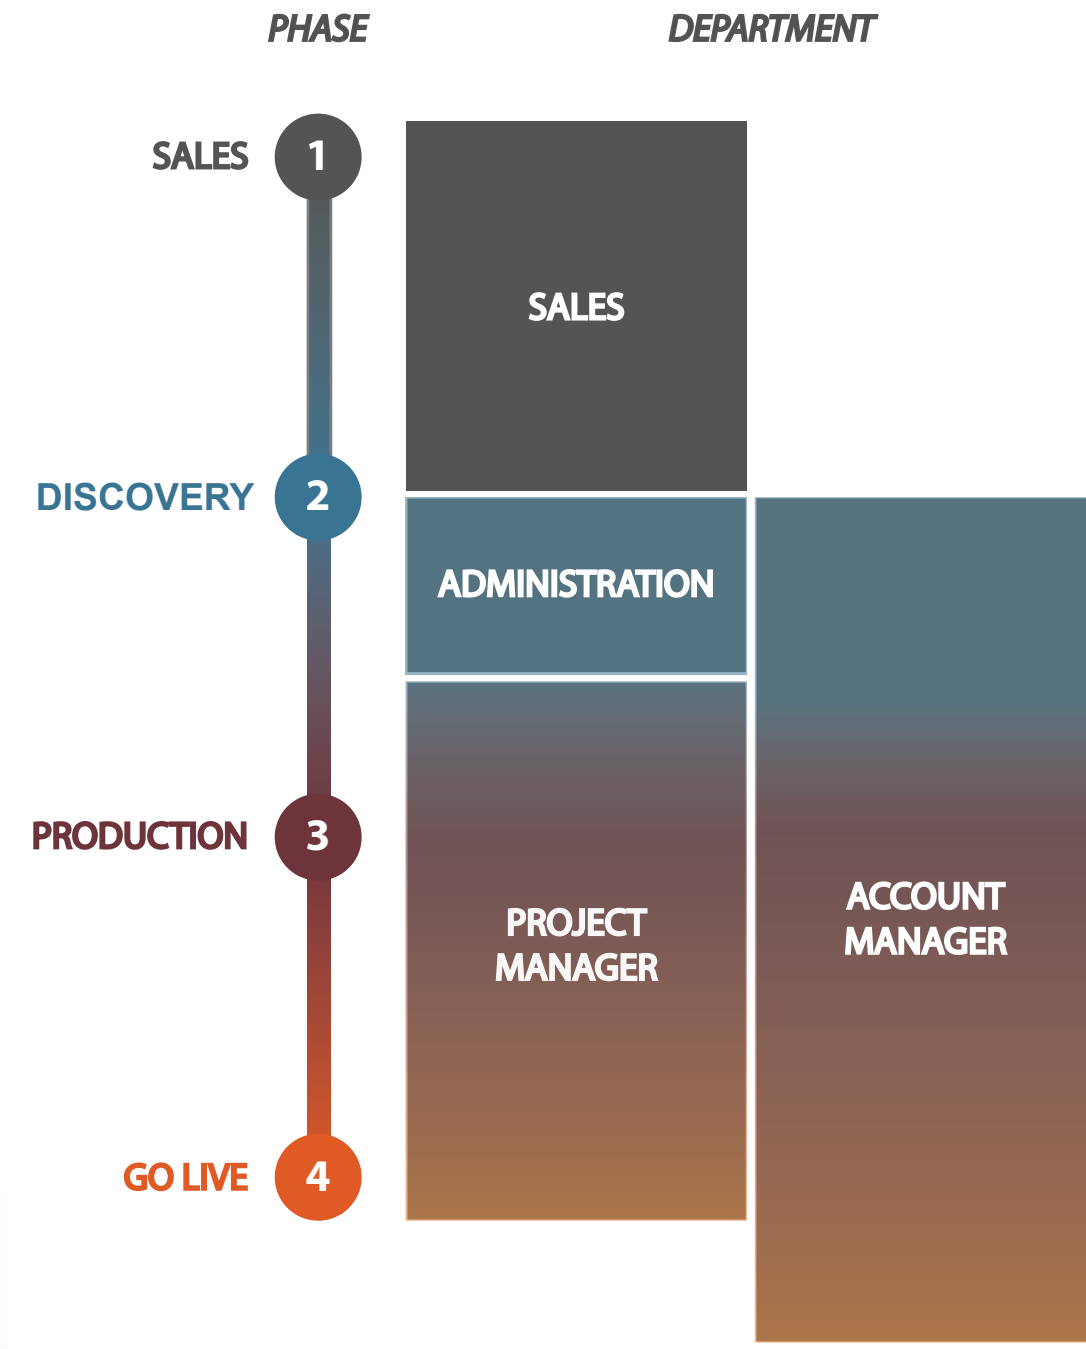 PHASE DEPARTMENT
SALES 1
SALES
DISCOVERY 2
ADMINISTRATION
PRODUCTION 3
ACCOUNT
MANAGER
PROJECT
MANAGER
GO LIVE 4